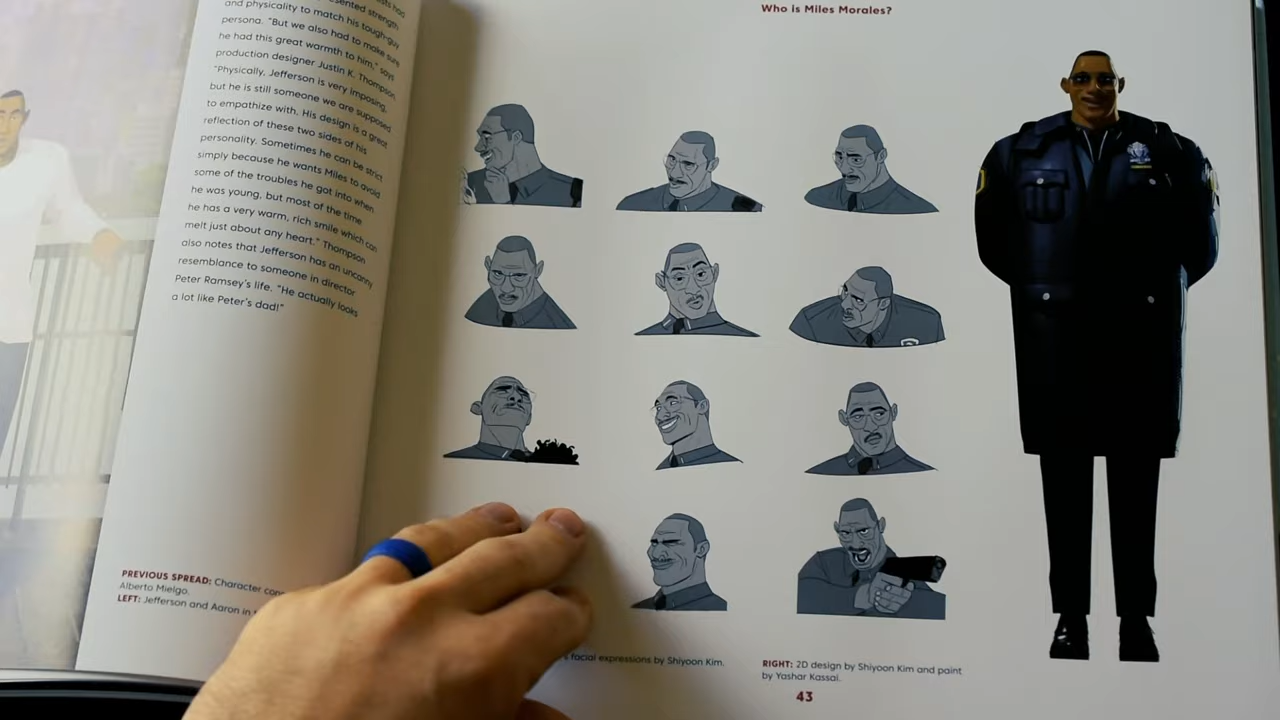 and physicality to match his tough-guy
persona. "But we also had to make sure
he had this great warmth to him," says
production designer Justin K. Thompson.
"Physically, Jefferson is very imposing,
but he is still someone we are supposed
to empathize with. His design is a great
reflection of these two sides of his
personality. Sometimes he can be strict
simply because he wants Miles to avoid
some of the troubles he got into when
he was young, but most of the time
he has a very warm, rich smile which can
melt just about any heart." Thompson
also notes that Jefferson has an uncanny
resemblance to someone in director
Peter Ramsey's life. "He actually looks
a lot like Peter's dad!"
PREVIOUS SPREAD: Character
Alberto Mielgo.
LEFT: Jefferson and Aaron in
Who is Miles Morales?
facial expressions by Shiyoon Kim.
RIGHT: 2D design by Shiyoon Kim and paint
by Yashar Kassai.
43